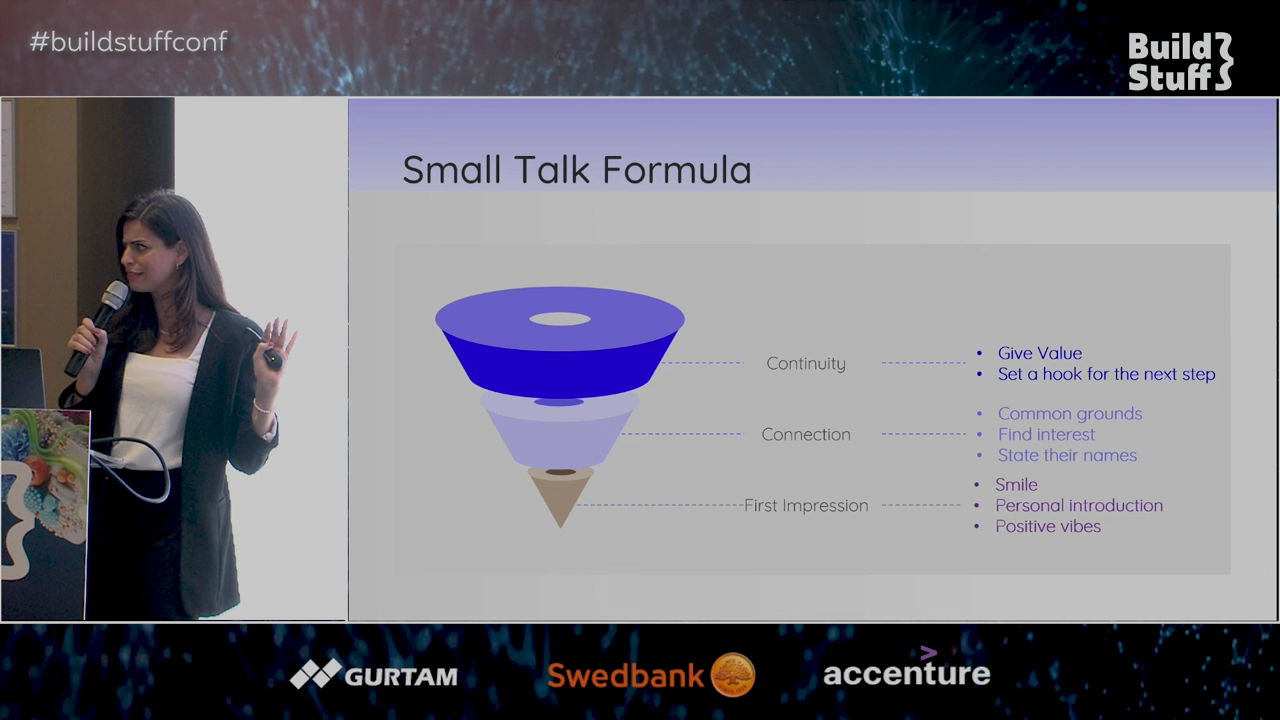 #buildstuffconf
Build
Stuff
Small Talk Formula
Continuity
• Give Value
• Set a hook for the next step
Connection
• Common grounds
• Find interest
• State their names
First Impression
• Smile
• Personal introduction
• Positive vibes
GURTAM
Swedbank
accenture